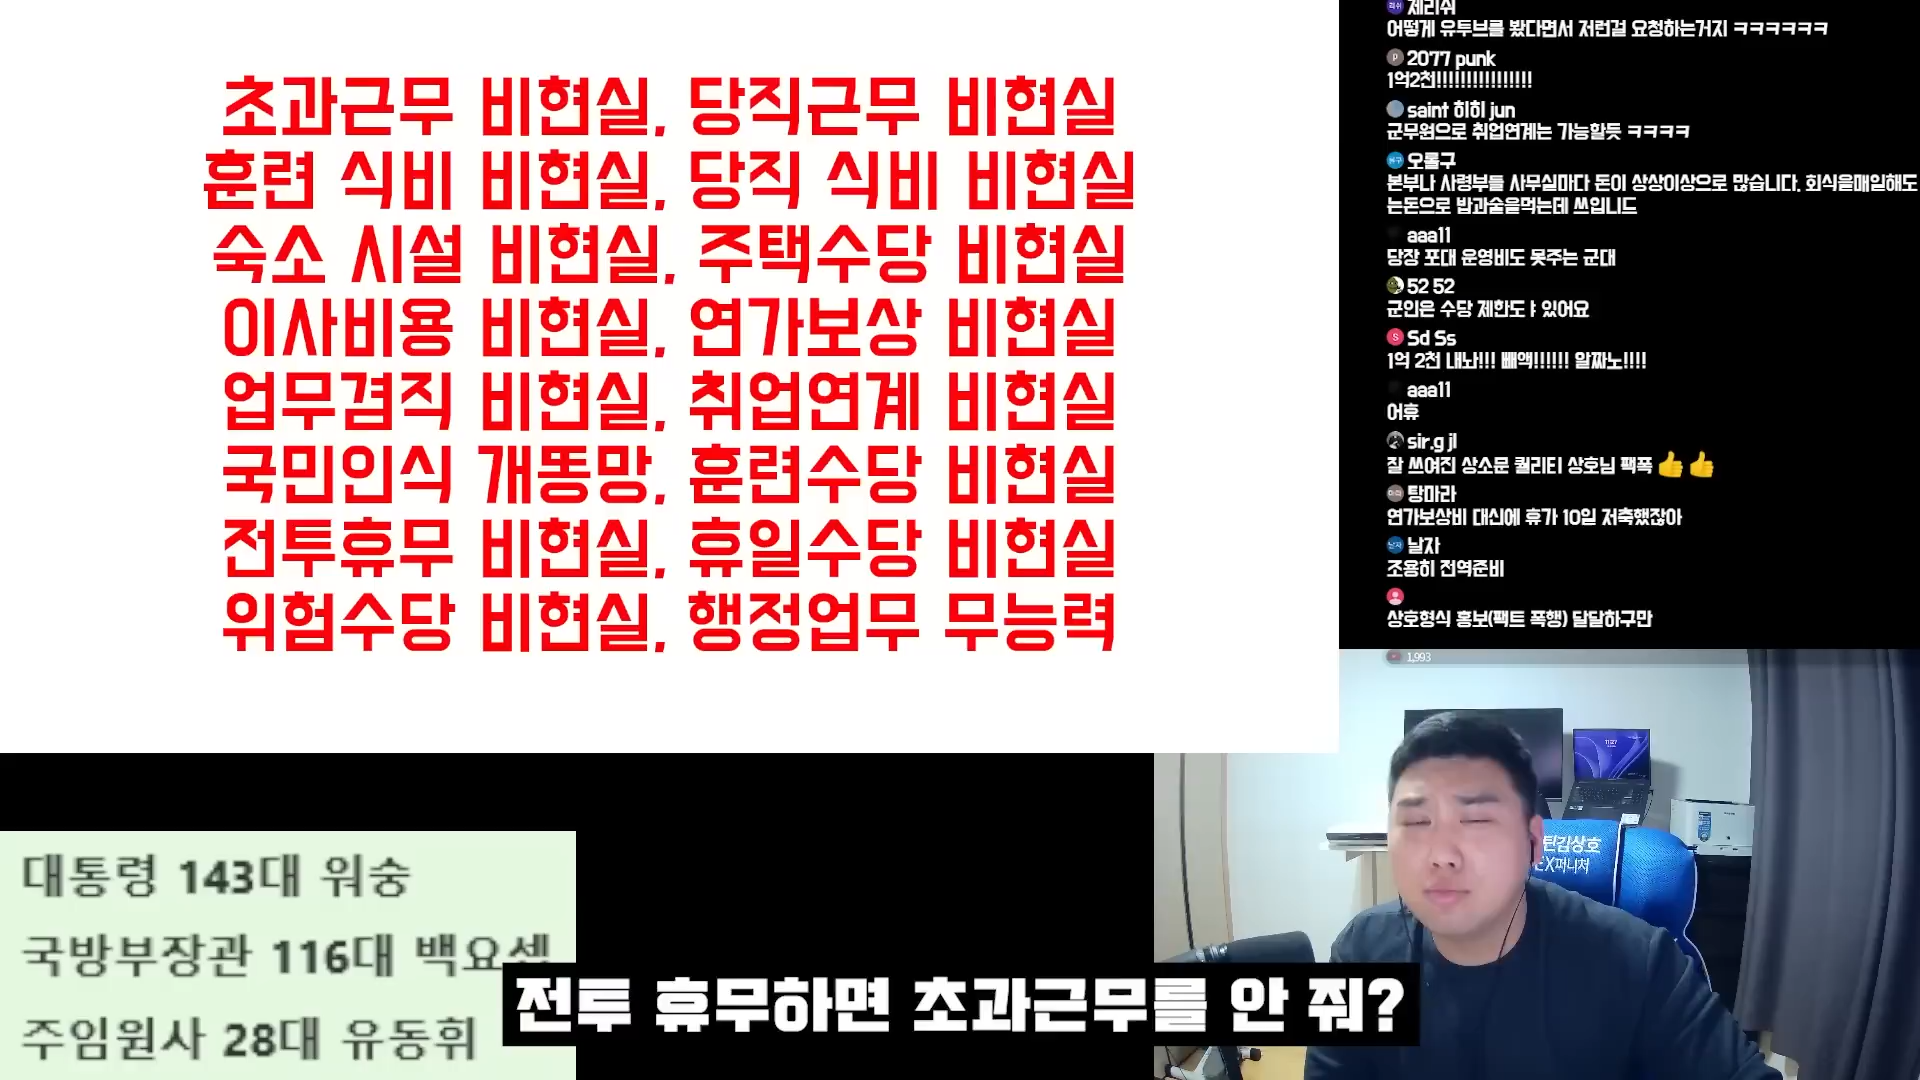 초과근무 비현실, 당직근무 비현실
훈련 식비 비현실, 당직 식비 비현실
숙소 시설 비현실, 주택수당 비현실
이사비용 비현실, 연가보상 비현실
업무겸직 비현실, 취업연계 비현실
국민인식 개똥망, 훈련수당 비현실
전투휴무 비현실, 휴일수당 비현실
위험수당 비현실, 행정업무 무능력
제리쉬
어떻게 유투브를 봤다면서 저런걸 요청하는거지 ㅋㅋㅋㅋㅋㅋ
2077 punk
1억2천!!!!!!!!!!!!!!!!
saint 히히 jun
군무원으로 취업연계는 가능할듯 ㅋㅋㅋㅋ
오롤구
본부나 사령부들 사무실마다 돈이 상상이상으로 많습니다. 회식을매일해도
는돈으로 밥과술을먹는데 쓰입니드
aaa11
당장 포대 운영비도 못주는 군대
52 52
군인은 수당 제한도ㅑ 있어요
S Sd Ss
1억 2천 내놔!!! 빼액!!!!!! 알짜노!!!!
aaa11
어휴
sir.g jl
잘 쓰여진 상소문 퀄리티 상호님 팩폭 👍👍
탕마라
연가보상비 대신에 휴가 10일 저축했잖아
날자
조용히 전역준비
상호형식 홍보(팩트 폭행) 달달하구만
1,993
틴김상호
EX퍼니처
대통령 143대 워숭
국방부장관 116대 백요셉
주임원사 28대 유동휘
전투 휴무하면 초과근무를 안 줘?